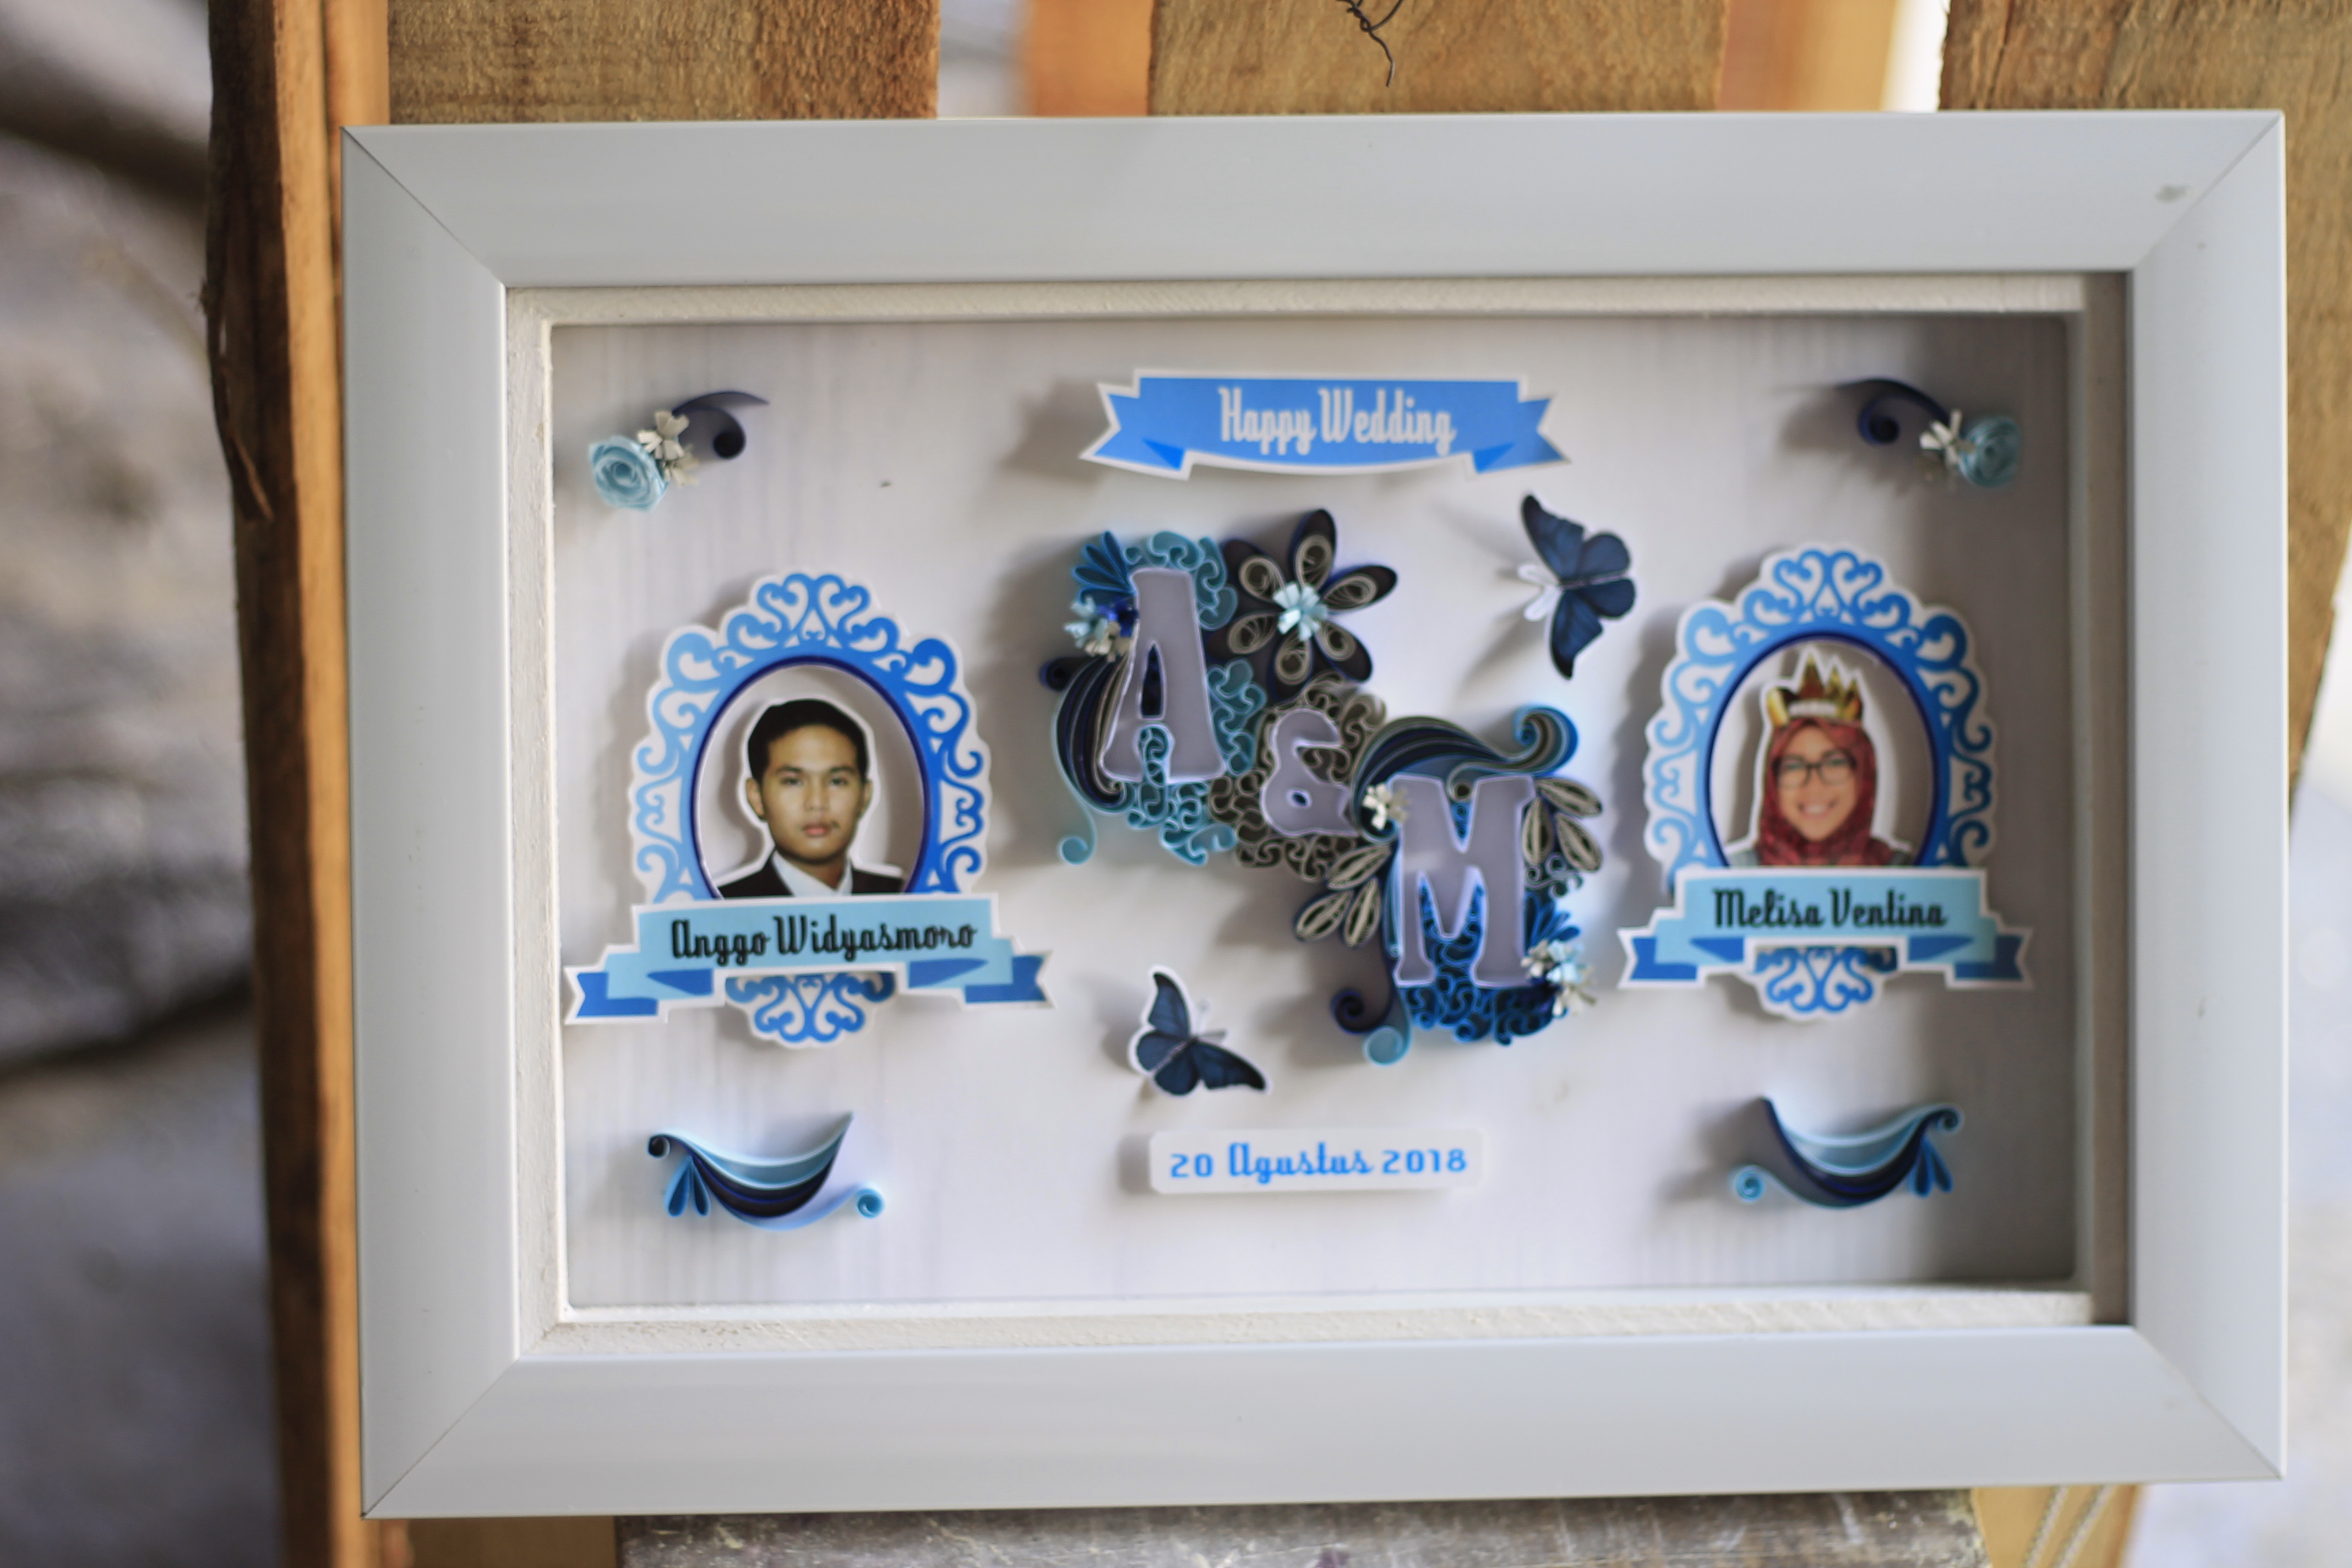 Happy Wedding
A
&
M
Anggo Widyasmoro
Melisa Ventina
20 Agustus 2018